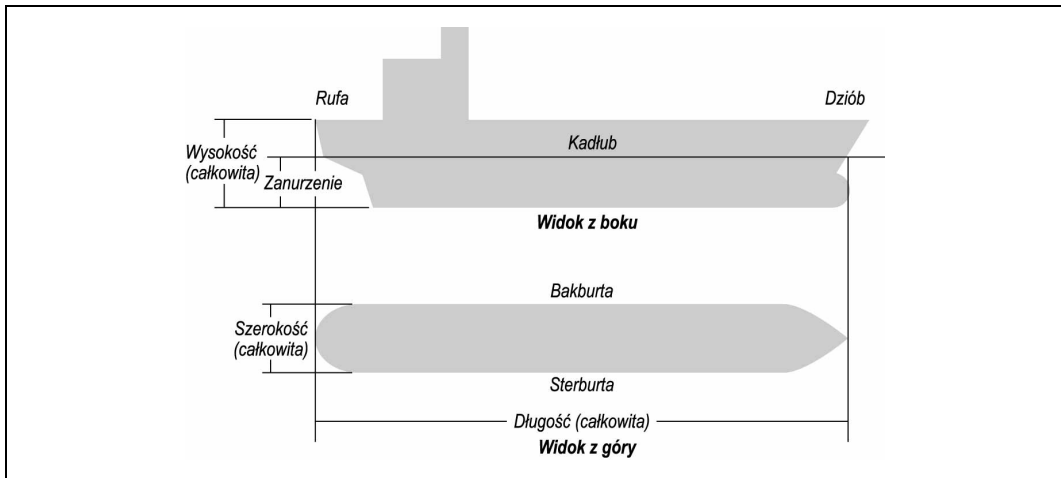 Rufa
Dziób
Wysokość
(całkowita)
Kadłub
Zanurzenie
Widok z boku
Bakburta
Szerokość
(całkowita)
Sterburta
Długość (całkowita)
Widok z góry